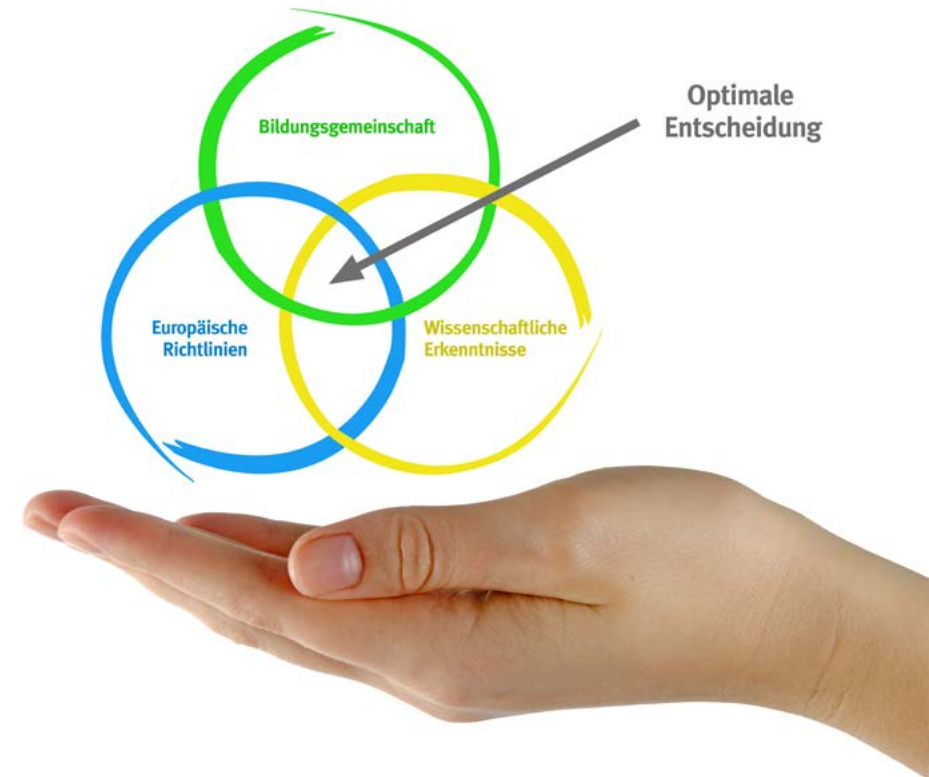 Optimale
Entscheidung
Bildungsgemeinschaft
Europäische
Richtlinien
Wissenschaftliche
Erkenntnisse